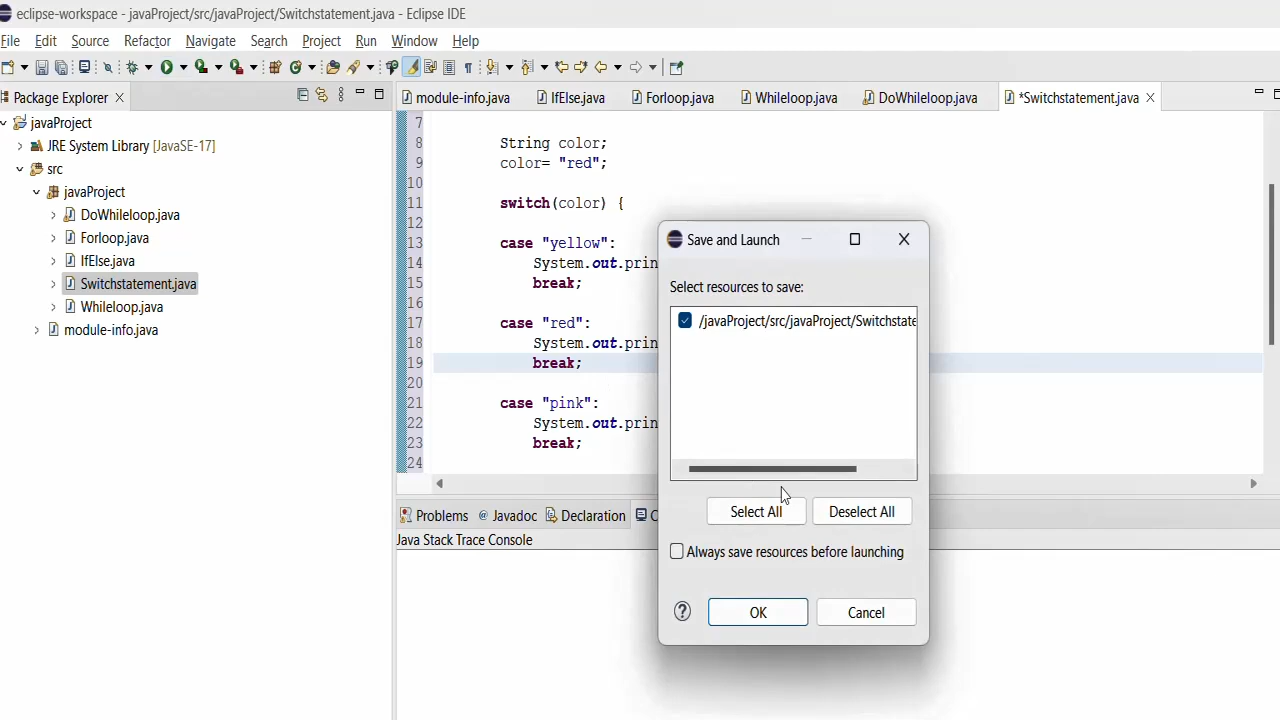 eclipse-workspace - javaProject/src/javaProject/Switchstatement.java - Eclipse IDE
File Edit Source Refactor Navigate Search Project Run Window Help
Package Explorer
module-info.java IfElse.java Forloop.java Whileloop.java DoWhileloop.java *Switchstatement.java
javaProject
JRE System Library [JavaSE-17]
src
javaProject
DoWhileloop.java
Forloop.java
IfElse.java
Switchstatement.java
Whileloop.java
module-info.java
7
8 String color;
9 color= "red";
10
11 switch(color) {
12
13 case "yellow":
14 System.out.prin
15 break;
16
17 case "red":
18 System.out.prin
19 break;
20
21 case "pink":
22 System.out.prin
23 break;
24
Save and Launch
Select resources to save:
/javaProject/src/javaProject/Switchstate
Select All Deselect All
Always save resources before launching
OK Cancel
Problems @ Javadoc Declaration C
Java Stack Trace Console